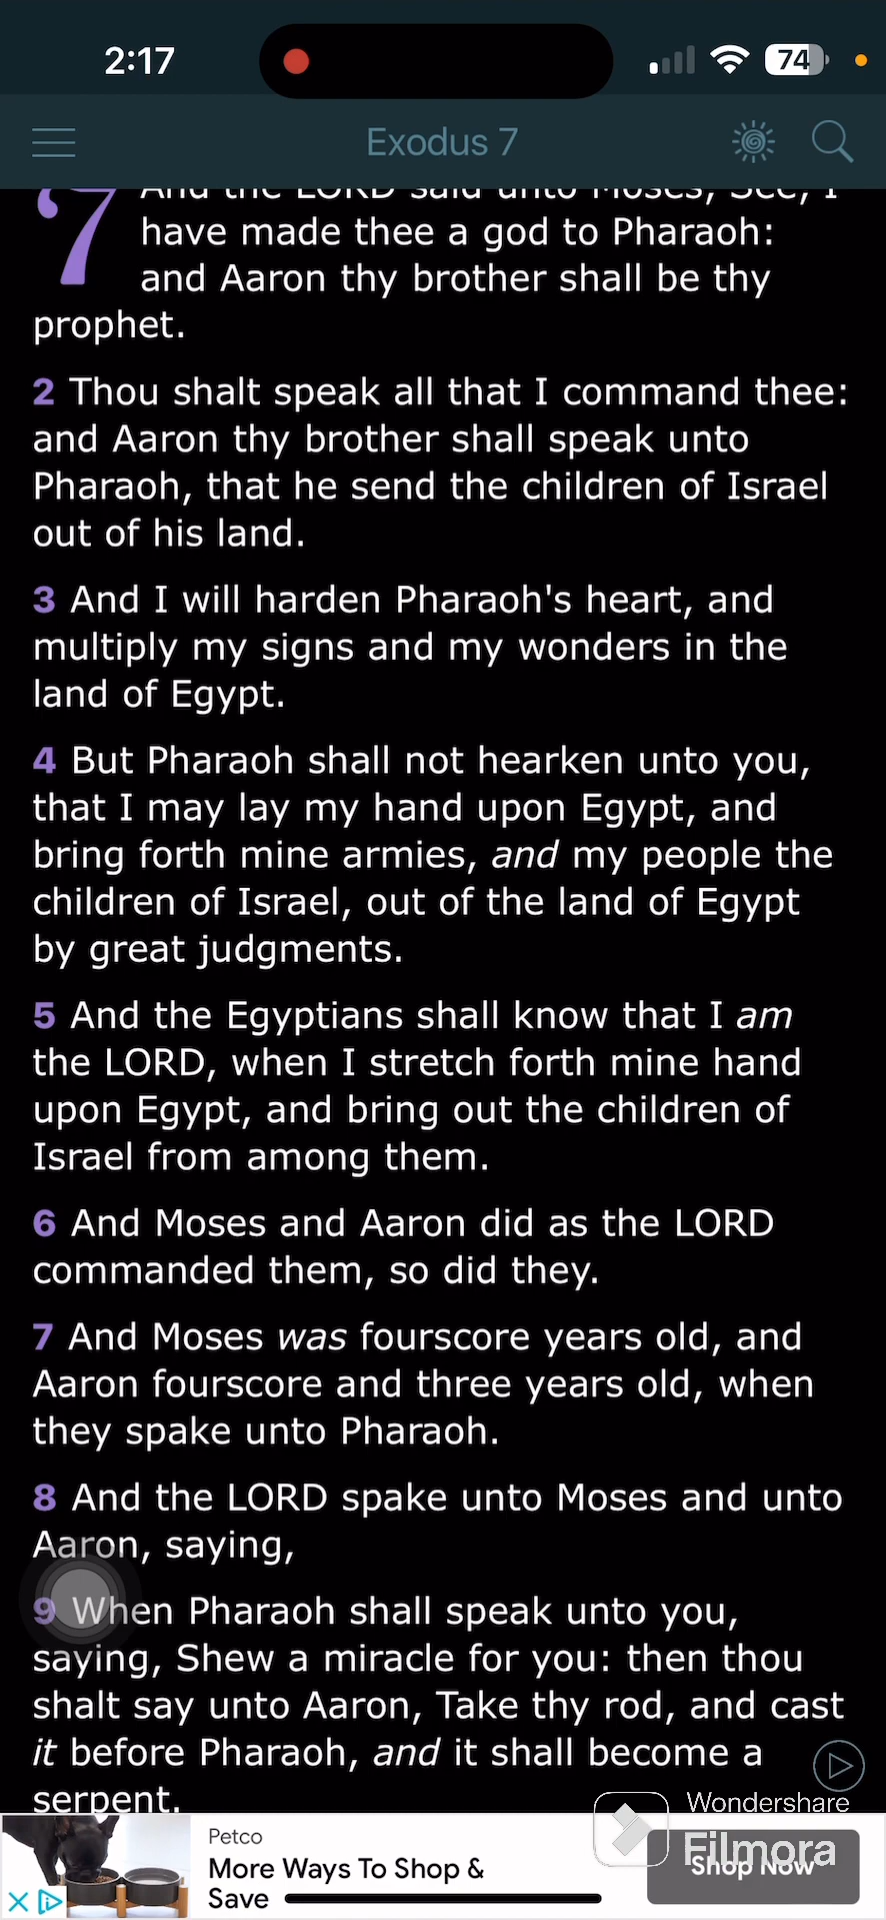 2:17
74
Exodus 7
7 And the LORD said unto Moses, See, I
have made thee a god to Pharaoh:
and Aaron thy brother shall be thy
prophet.
2 Thou shalt speak all that I command thee:
and Aaron thy brother shall speak unto
Pharaoh, that he send the children of Israel
out of his land.
3 And I will harden Pharaoh's heart, and
multiply my signs and my wonders in the
land of Egypt.
4 But Pharaoh shall not hearken unto you,
that I may lay my hand upon Egypt, and
bring forth mine armies, and my people the
children of Israel, out of the land of Egypt
by great judgments.
5 And the Egyptians shall know that I am
the LORD, when I stretch forth mine hand
upon Egypt, and bring out the children of
Israel from among them.
6 And Moses and Aaron did as the LORD
commanded them, so did they.
7 And Moses was fourscore years old, and
Aaron fourscore and three years old, when
they spake unto Pharaoh.
8 And the LORD spake unto Moses and unto
Aaron, saying,
9 When Pharaoh shall speak unto you,
saying, Shew a miracle for you: then thou
shalt say unto Aaron, Take thy rod, and cast
it before Pharaoh, and it shall become a
serpent.
Wondershare
Filmora
Petco
More Ways To Shop &
Save
Shop Now